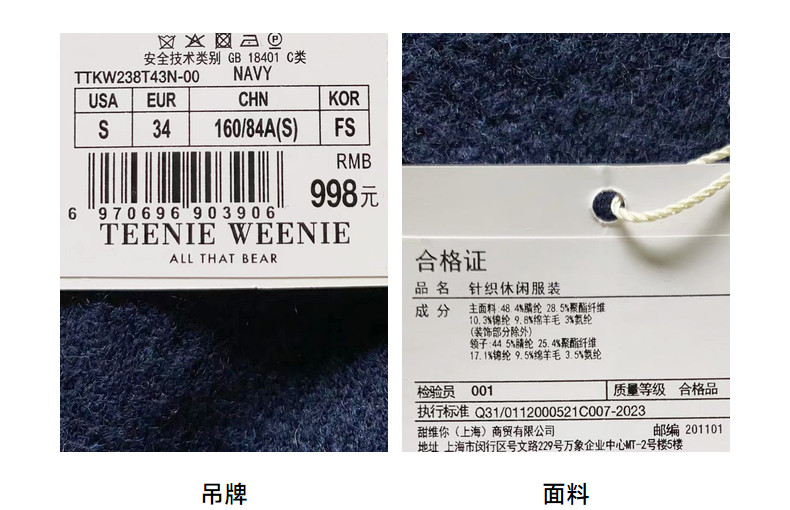 安全技术类别 GB 18401 C类
TTKW238T43N-00 NAVY
USA EUR CHN KOR
S 34 160/84A(S) FS
RMB
998元
6 970696 903906
TEENIE WEENIE
ALL THAT BEAR
吊牌
合格证
品名 针织休闲服装
成分 主面料:48.4%腈纶 28.5%聚酯纤维
10.3%锦纶 9.8%绵羊毛 3%氨纶
(装饰部分除外)
领子:44.5%腈纶 25.4%聚酯纤维
17.1%锦纶 9.5%绵羊毛 3.5%氨纶
检验员 001 质量等级 合格品
执行标准 Q31/0112000521C007-2023
甜维你（上海）商贸有限公司 邮编 201101
地址 上海市闵行区号文路229号万象企业中心MT-2号楼5楼
面料